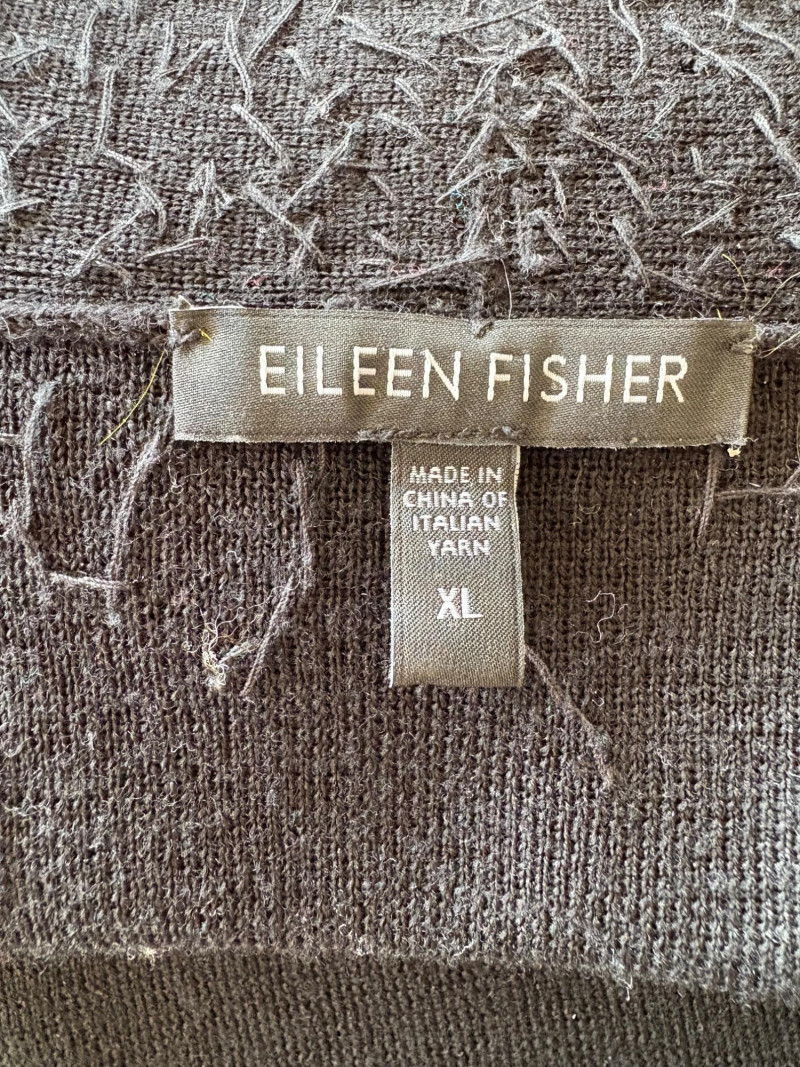 EILEEN FISHER
MADE IN
CHINA OF
ITALIAN
YARN
XL